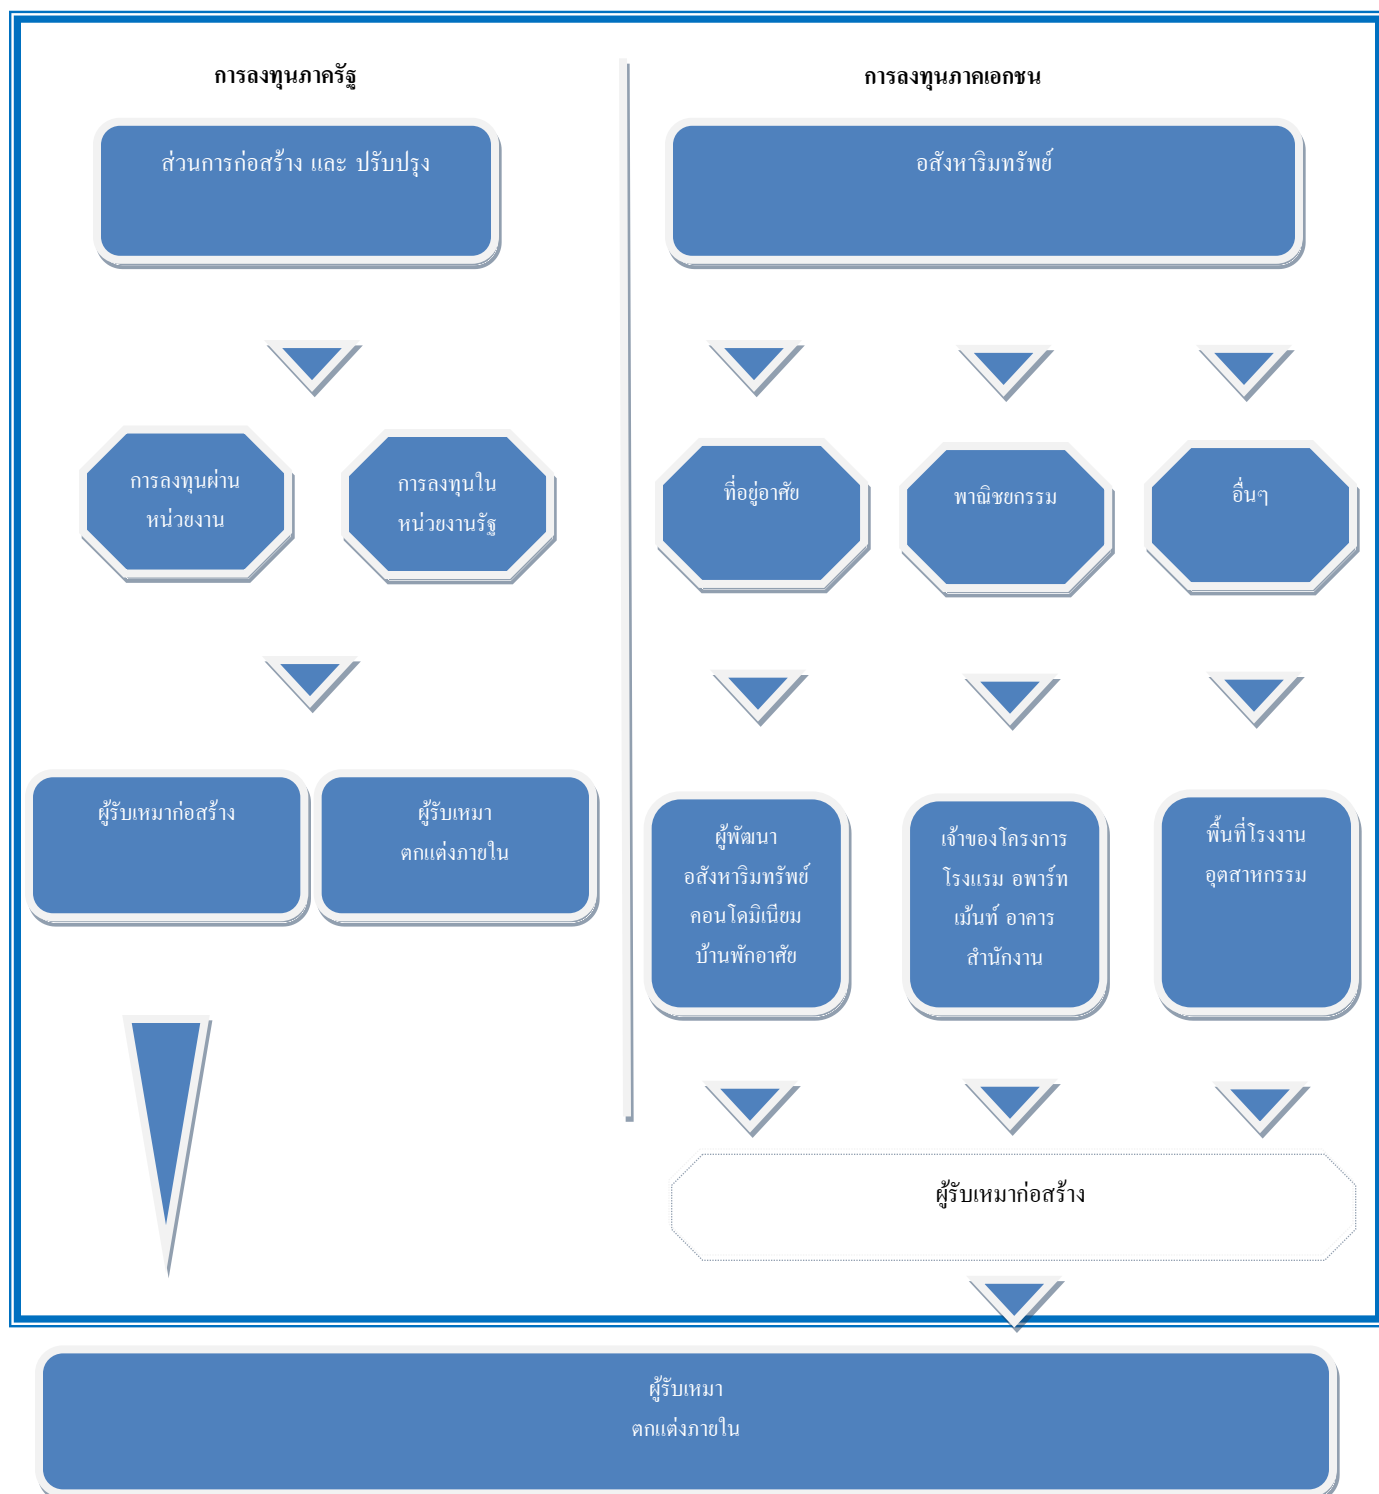 การลงทุนภาครัฐ
ส่วนการก่อสร้าง และ ปรับปรุง
การลงทุนผ่าน
หน่วยงาน
การลงทุนใน
หน่วยงานรัฐ
ผู้รับเหมาก่อสร้าง
ผู้รับเหมา
ตกแต่งภายใน
การลงทุนภาคเอกชน
อสังหาริมทรัพย์
ที่อยู่อาศัย
พาณิชยกรรม
อื่นๆ
ผู้พัฒนา
อสังหาริมทรัพย์
คอนโดมิเนียม
บ้านพักอาศัย
เจ้าของโครงการ
โรงแรม อพาร์ท
เม้นท์ อาคาร
สำนักงาน
พื้นที่โรงงาน
อุตสาหกรรม
ผู้รับเหมาก่อสร้าง
ผู้รับเหมา
ตกแต่งภายใน